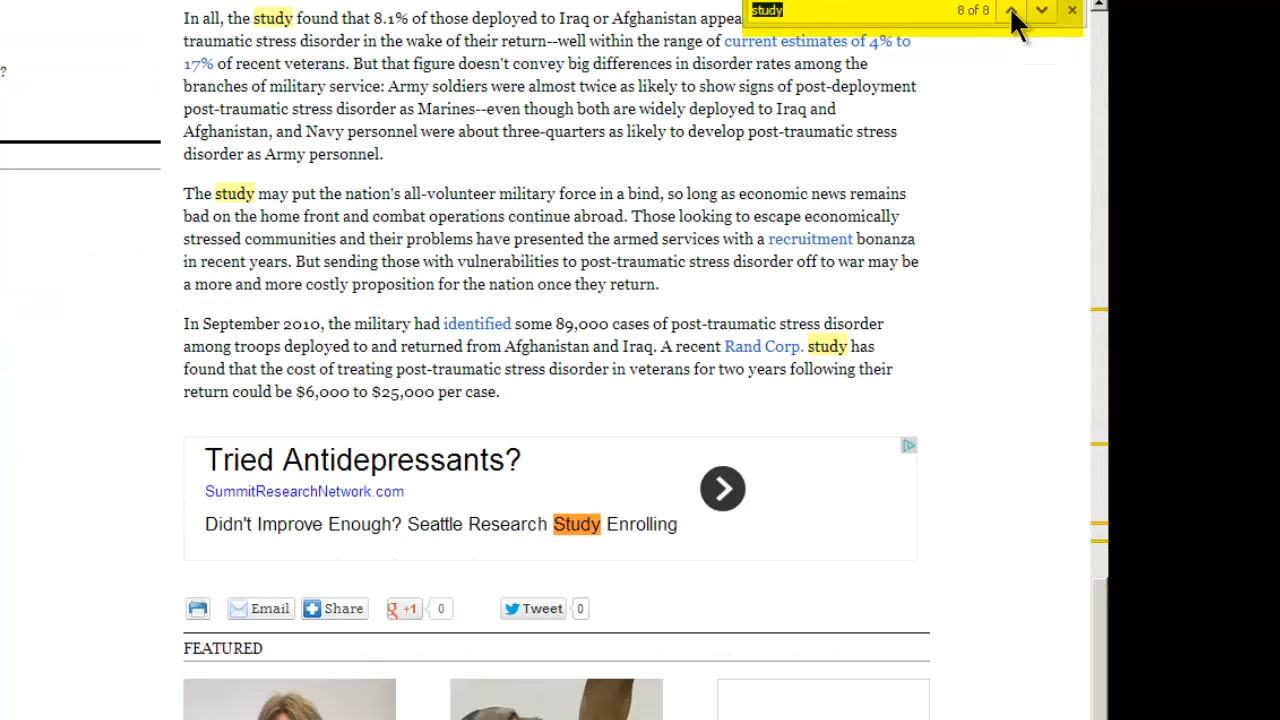 study 8 of 8
In all, the study found that 8.1% of those deployed to Iraq or Afghanistan appea
traumatic stress disorder in the wake of their return--well within the range of current estimates of 4% to
?
17% of recent veterans. But that figure doesn't convey big differences in disorder rates among the
branches of military service: Army soldiers were almost twice as likely to show signs of post-deployment
post-traumatic stress disorder as Marines--even though both are widely deployed to Iraq and
Afghanistan, and Navy personnel were about three-quarters as likely to develop post-traumatic stress
disorder as Army personnel.
The study may put the nation's all-volunteer military force in a bind, so long as economic news remains
bad on the home front and combat operations continue abroad. Those looking to escape economically
stressed communities and their problems have presented the armed services with a recruitment bonanza
in recent years. But sending those with vulnerabilities to post-traumatic stress disorder off to war may be
a more and more costly proposition for the nation once they return.
In September 2010, the military had identified some 89,000 cases of post-traumatic stress disorder
among troops deployed to and returned from Afghanistan and Iraq. A recent Rand Corp. study has
found that the cost of treating post-traumatic stress disorder in veterans for two years following their
return could be $6,000 to $25,000 per case.
Tried Antidepressants?
SummitResearchNetwork.com
Didn't Improve Enough? Seattle Research Study Enrolling
Email Share g +1 0 Tweet 0
FEATURED